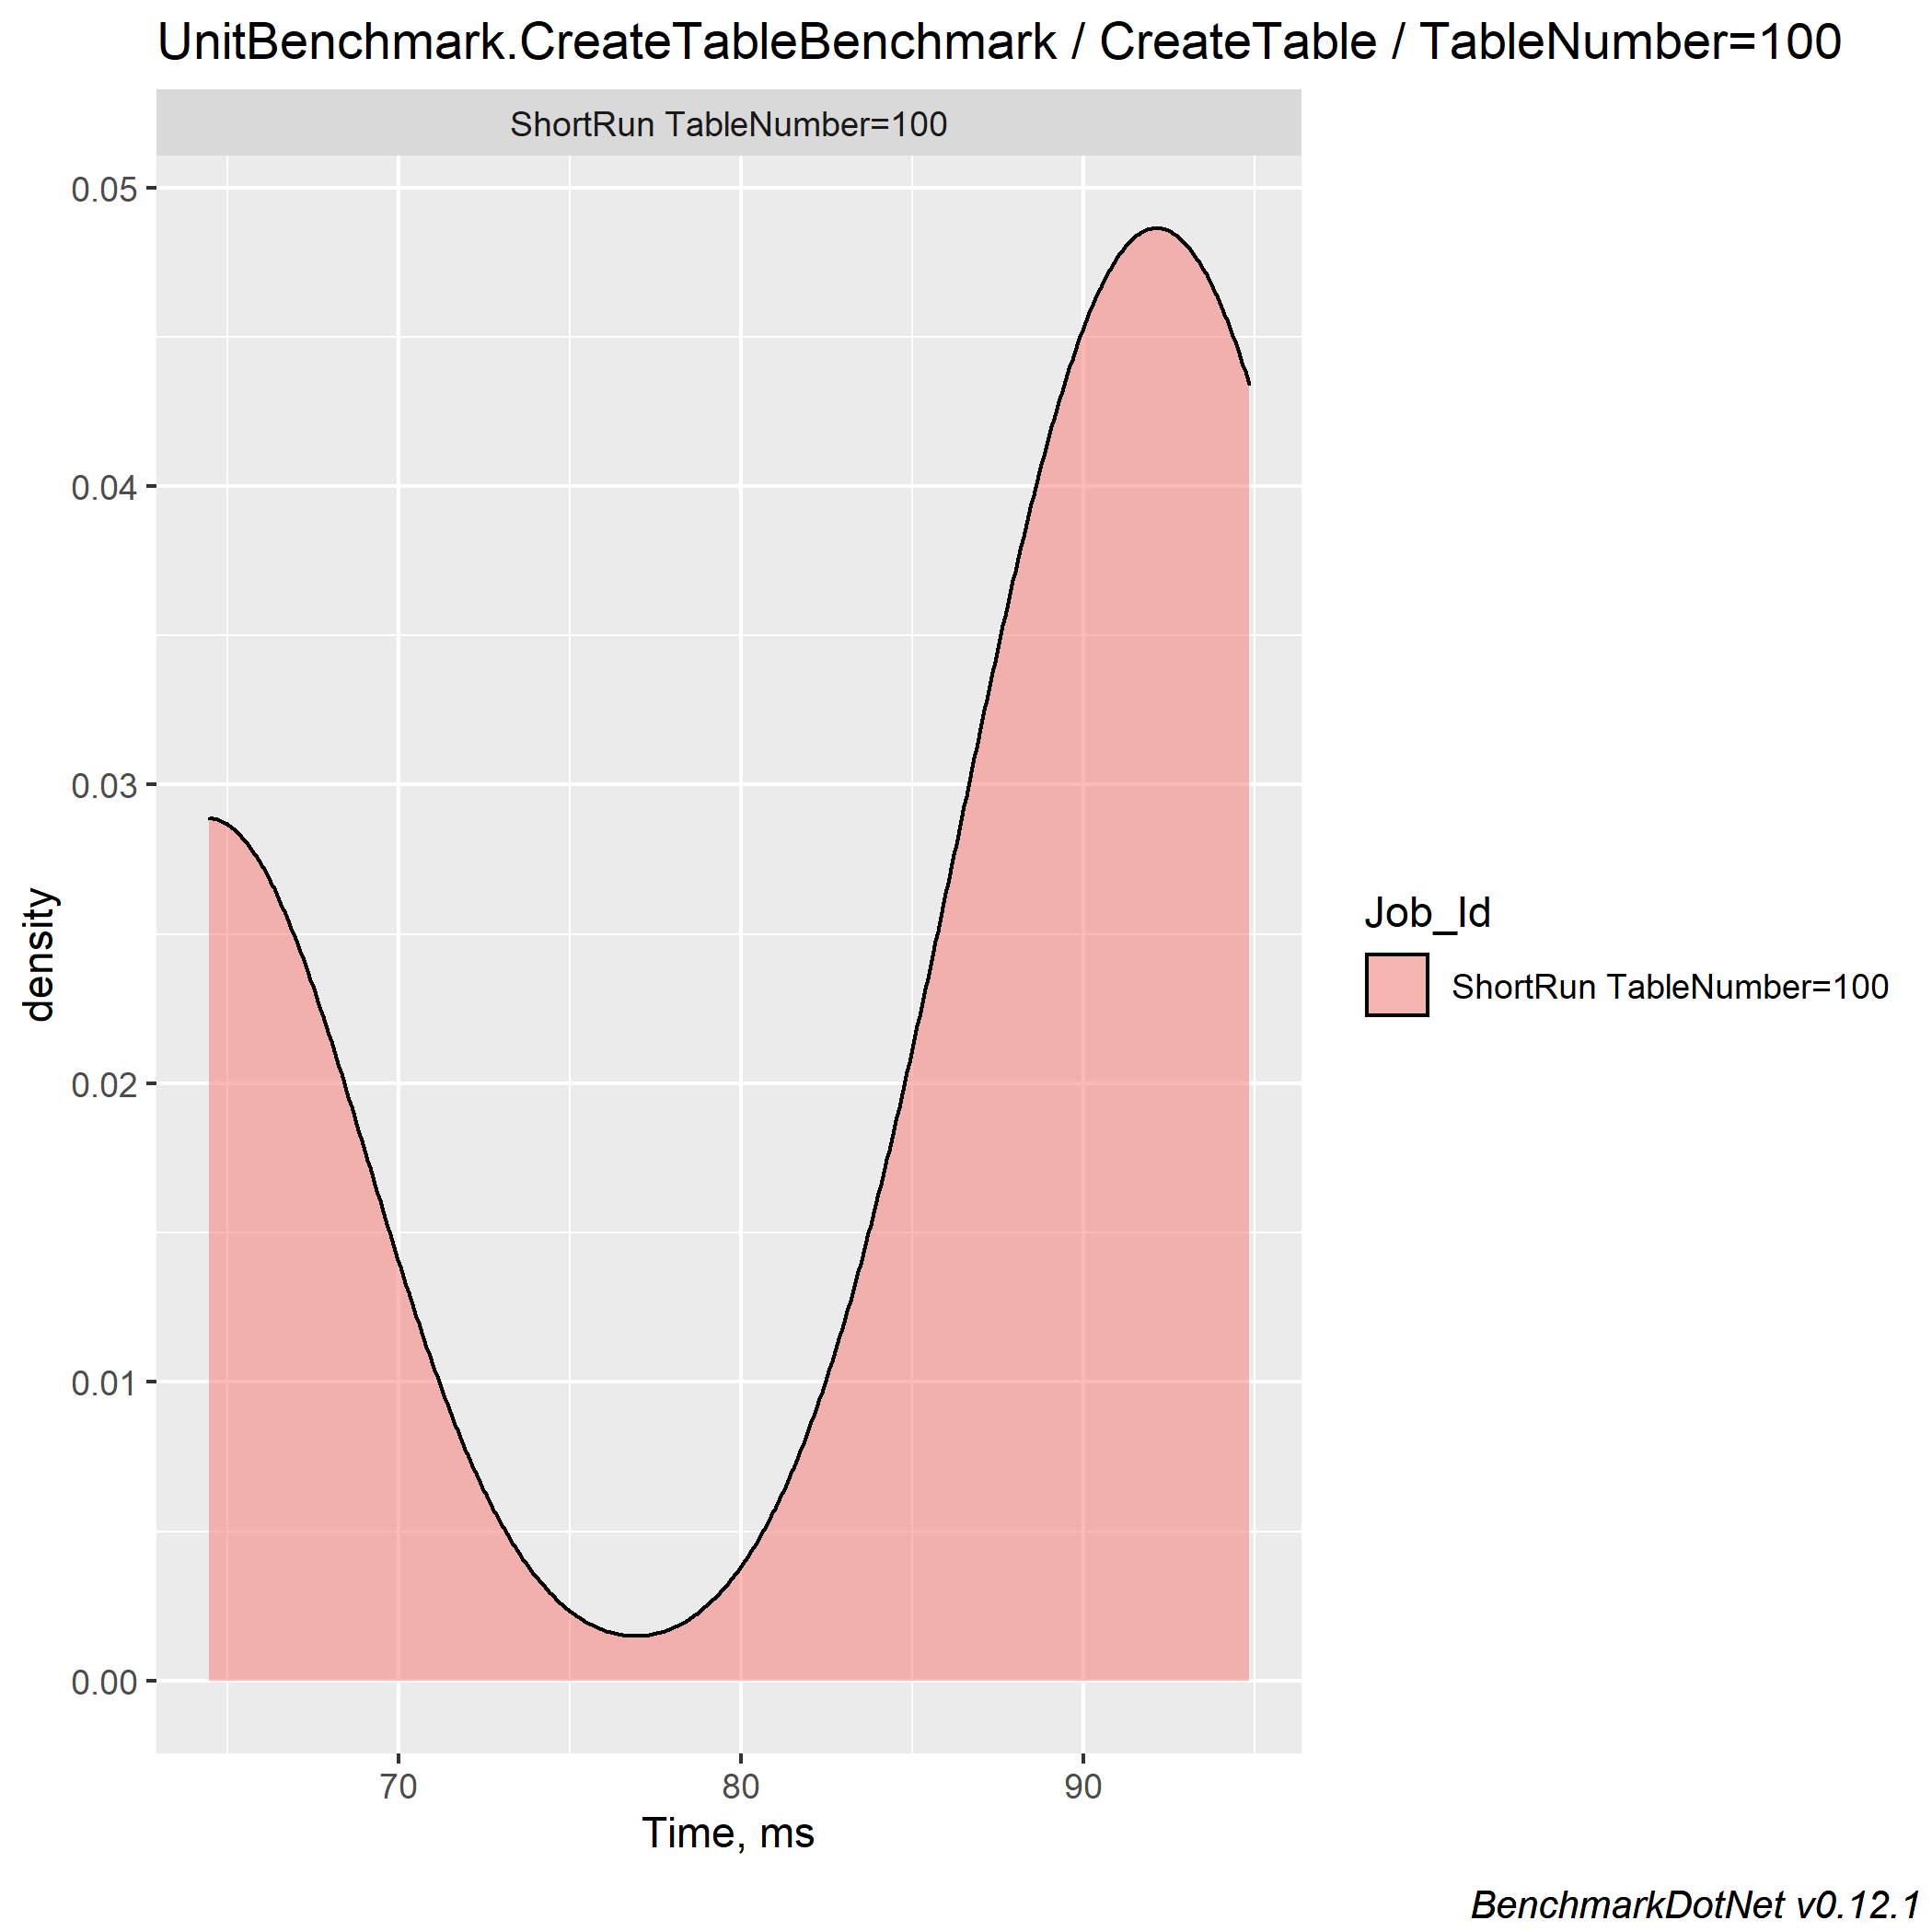 UnitBenchmark.CreateTableBenchmark / CreateTable / TableNumber=100
ShortRun TableNumber=100
0.05
0.04
0.03
0.02
0.01
0.00
density
70 80 90
Time, ms
Job_Id
ShortRun TableNumber=100
BenchmarkDotNet v0.12.1